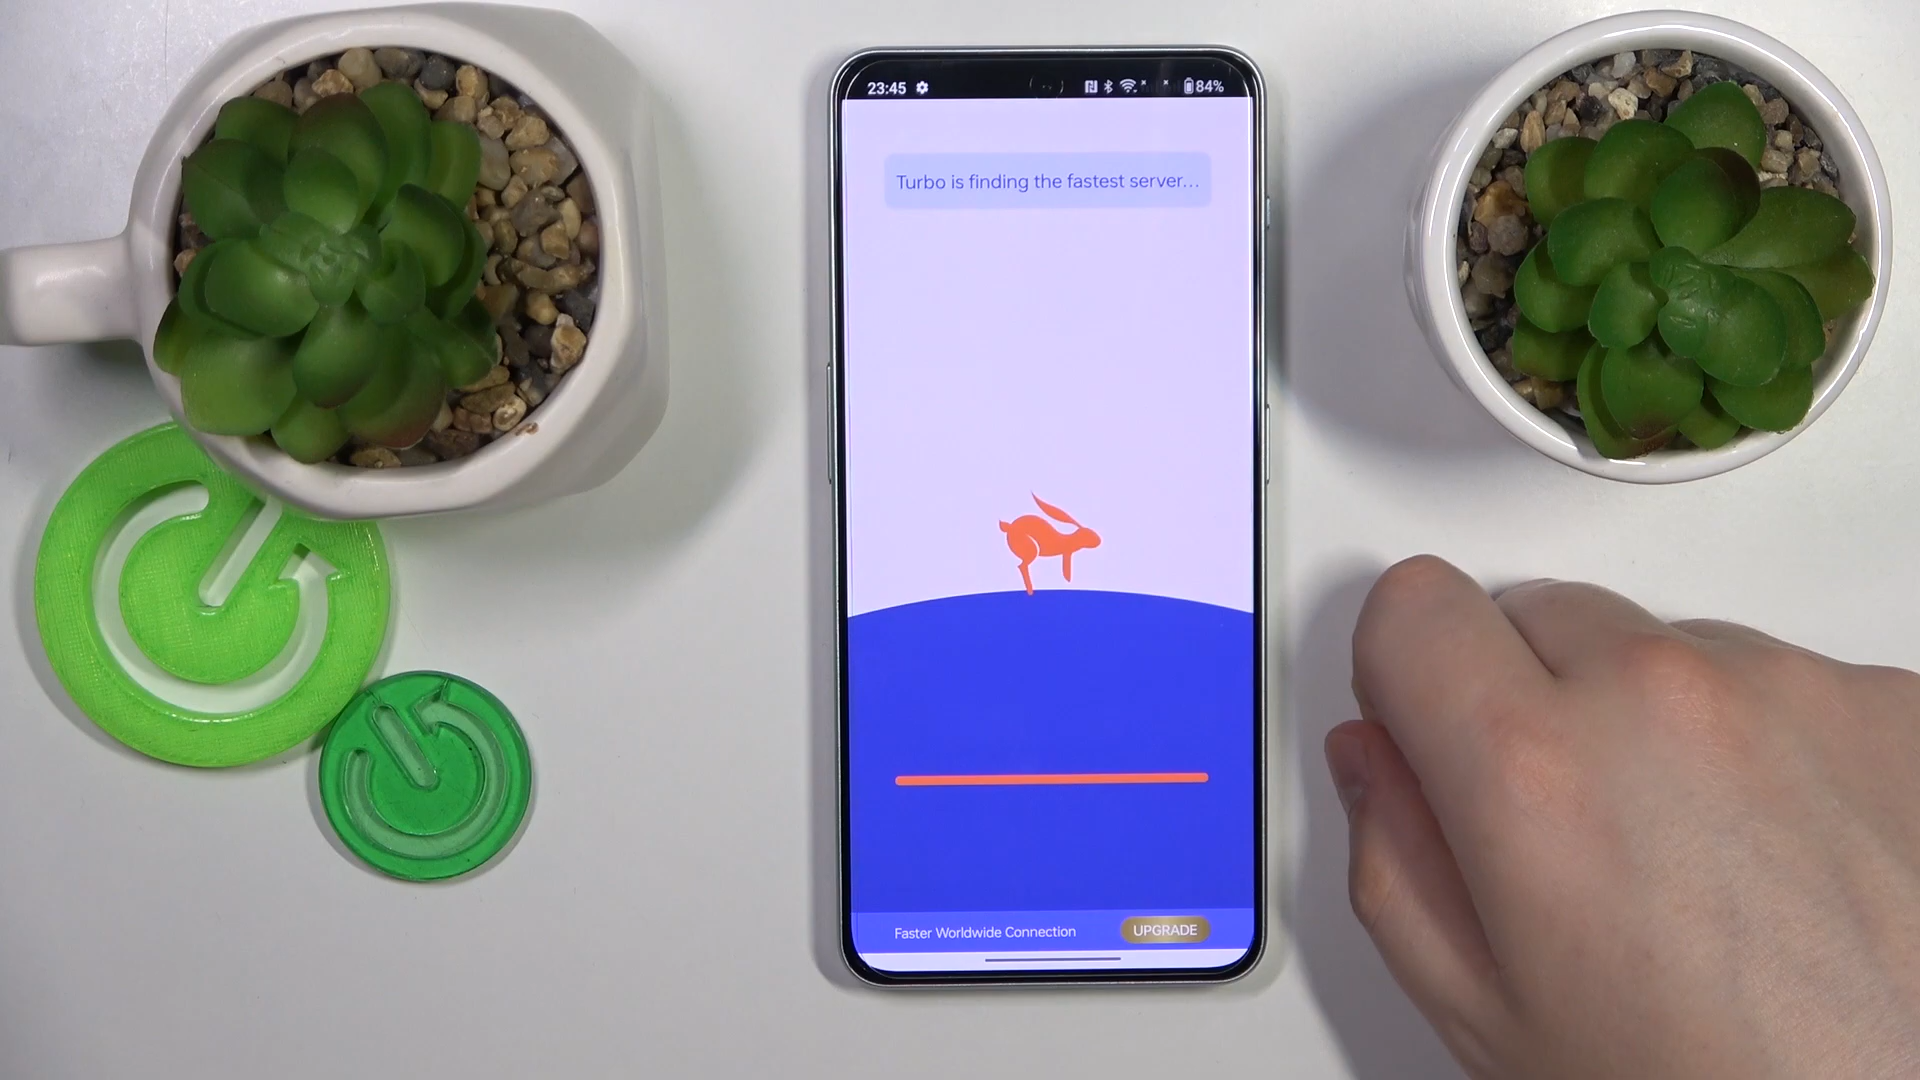 23:45 84%
Turbo is finding the fastest server...
Faster Worldwide Connection UPGRADE